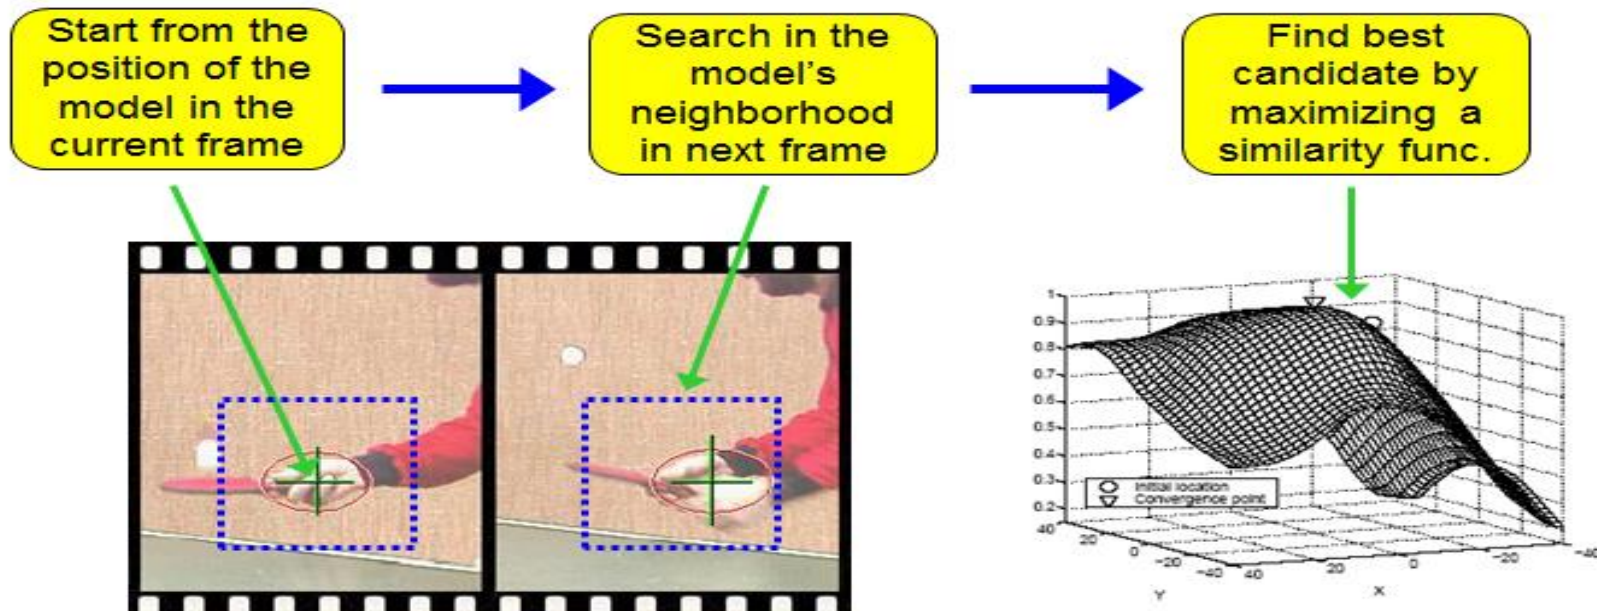 Start from the
position of the
model in the
current frame
Search in the
model's
neighborhood
in next frame
Find best
candidate by
maximizing a
similarity func.
1
0.9
0.8
0.7
0.6
0.5
0.4
0.3
0.2
Initial location
Convergence point
40
20
0
-20
-40
Y
40
20
0
-20
-40
X